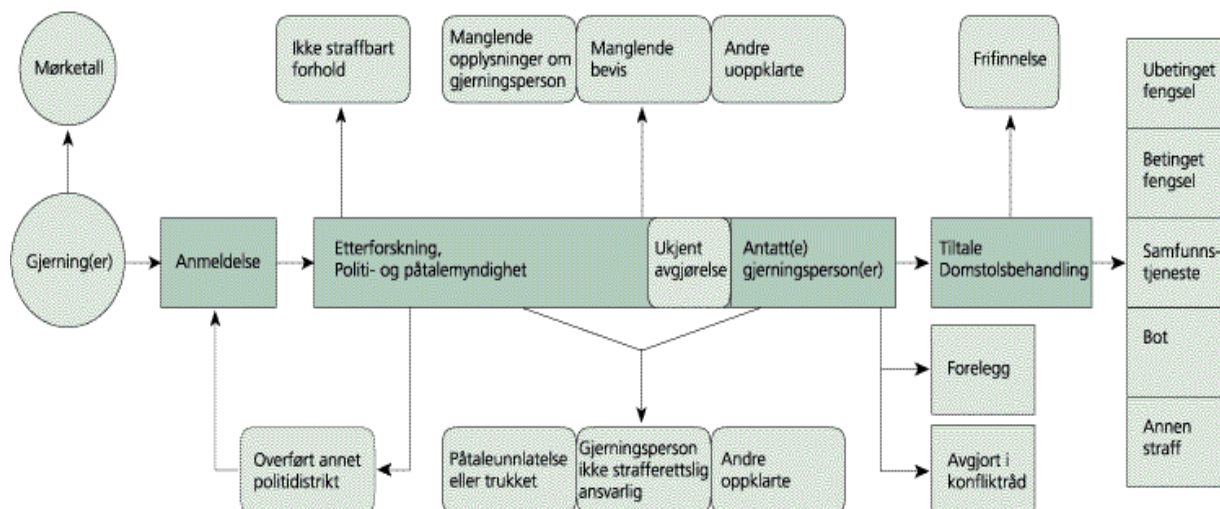 Mørketall
Ikke straffbart
forhold
Manglende
opplysninger om
gjerningsperson
Manglende
bevis
Andre
uoppklarte
Frifinnelse
Ubetinget
fengsel
Betinget
fengsel
Gjerning(er)
Anmeldelse
Etterforskning,
Politi- og påtalemyndighet
Ukjent
avgjørelse
Antatt(e)
gjerningsperson(er)
Tiltale
Domstolsbehandling
Samfunns-
tjeneste
Bot
Forelegg
Annen
straff
Overført annet
politidistrikt
Påtaleunnlatelse
eller trukket
Gjerningsperson
ikke strafferettslig
ansvarlig
Andre
oppklarte
Avgjort i
konfliktråd